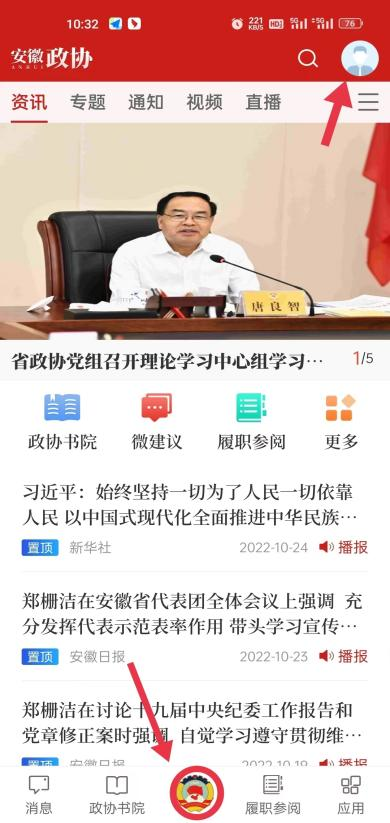 10:32
221 KB/S HD 5G 5G 76
安徽政协
ANHUI
资讯 专题 通知 视频 直播
唐良智
省政协党组召开理论学习中心组学习… 1/5
政协书院 微建议 履职参阅 更多
习近平：始终坚持一切为了人民一切依靠
人民 以中国式现代化全面推进中华民族…
置顶 新华社 2022-10-24 播报
郑栅洁在安徽省代表团全体会议上强调 充
分发挥代表示范表率作用 带头学习宣传…
置顶 安徽日报 2022-10-23 播报
郑栅洁在讨论十九届中央纪委工作报告和
党章修正案时强调 自觉学习遵守贯彻维…
置顶 安徽日报 2022-10-19 播报
消息 政协书院 履职参阅 应用